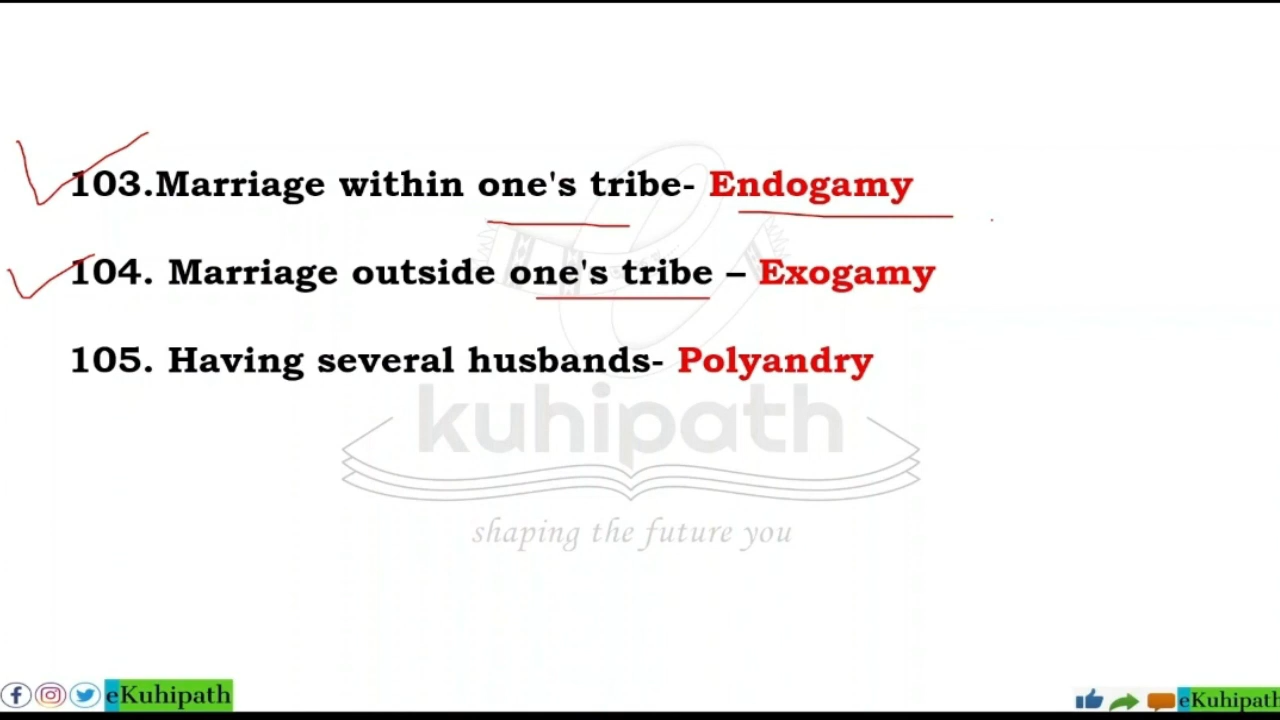 103.Marriage within one's tribe- Endogamy
104. Marriage outside one's tribe – Exogamy
105. Having several husbands- Polyandry
kuhipath
shaping the future you
eKuhipath
eKuhipath